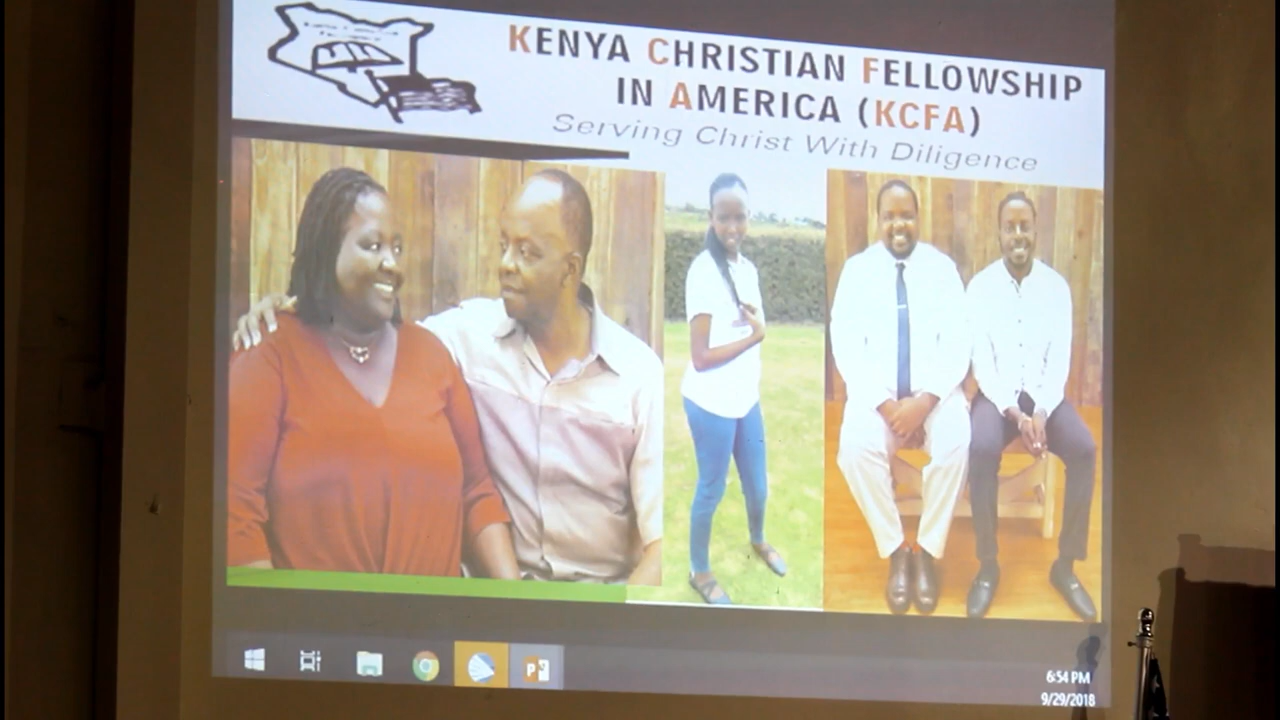 KENYA CHRISTIAN FELLOWSHIP
IN AMERICA (KCFA)
Serving Christ With Diligence
P
6:54 PM
9/29/2018